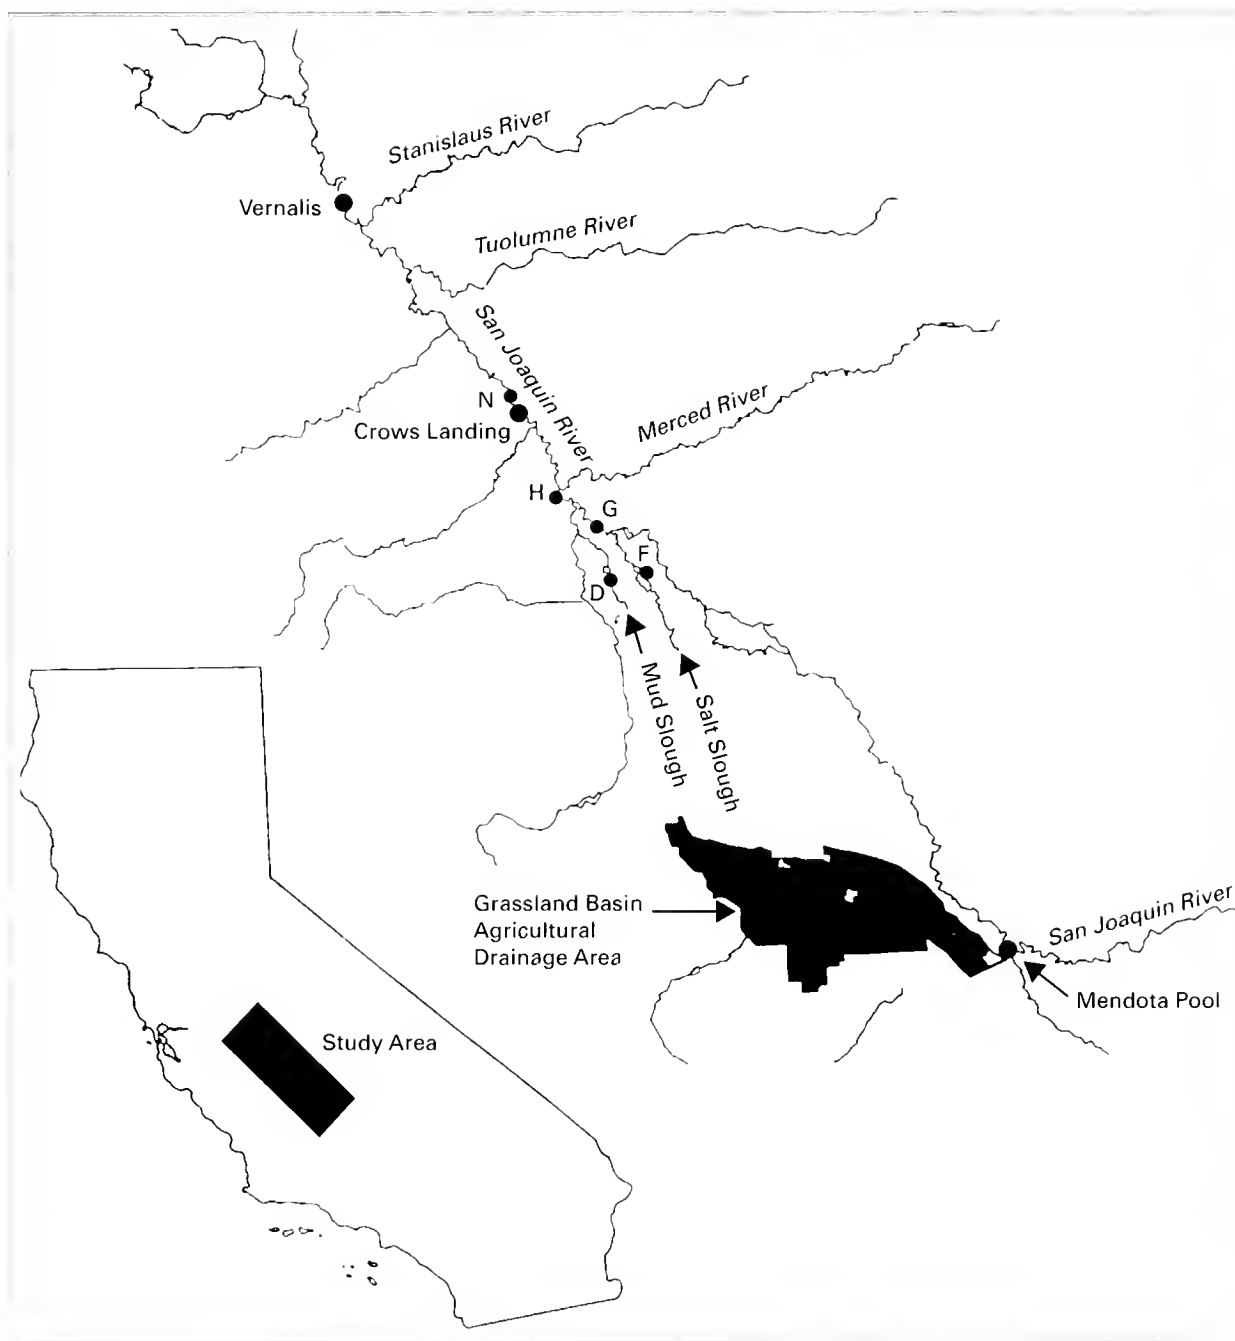 Stanislaus River
Vernalis
Tuolumne River
San Joaquin River
N
Crows Landing
Merced River
H
G
F
D
Mud Slough
Salt Slough
Grassland Basin
Agricultural
Drainage Area
San Joaquin River
Mendota Pool
Study Area